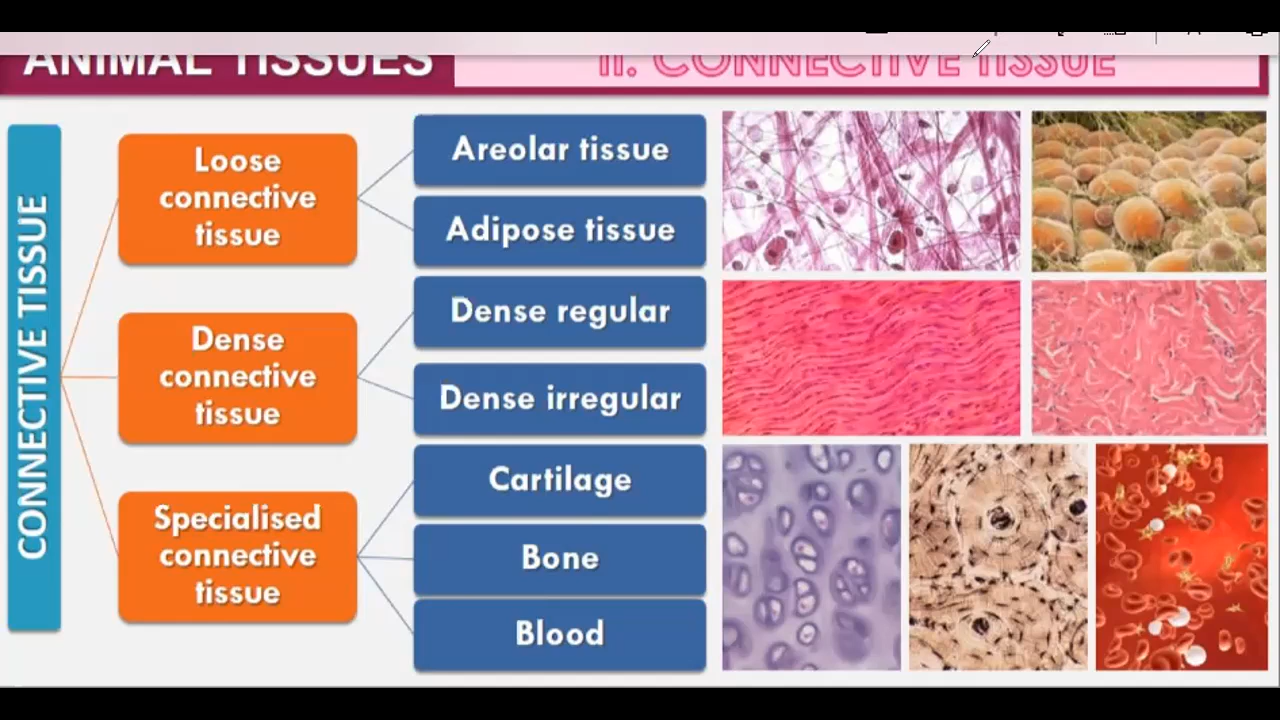 ANIMAL TISSUES
II. CONNECTIVE TISSUE
CONNECTIVE TISSUE
Loose
connective
tissue
Areolar tissue
Adipose tissue
Dense
connective
tissue
Dense regular
Dense irregular
Specialised
connective
tissue
Cartilage
Bone
Blood